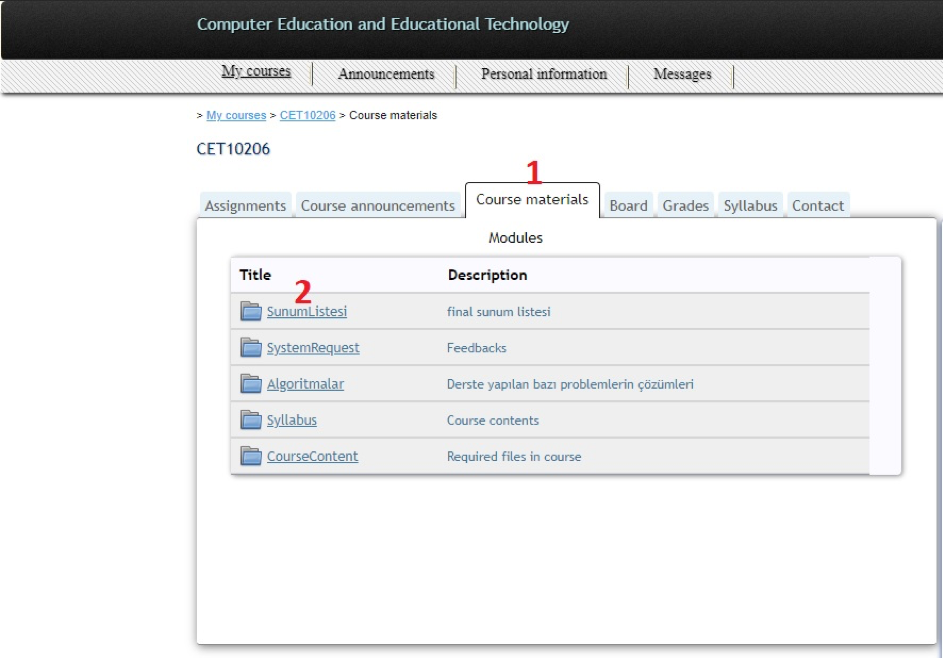 Computer Education and Educational Technology
My courses Announcements Personal information Messages
> My courses > CET10206 > Course materials
CET10206
1
Assignments Course announcements Course materials Board Grades Syllabus Contact
Modules
Title Description
2
SunumListesi final sunum listesi
SystemRequest Feedbacks
Algoritmalar Derste yapılan bazı problemlerin çözümleri
Syllabus Course contents
CourseContent Required files in course